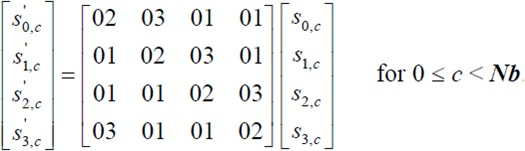 [s'0,c] [02 03 01 01] [s0,c]
[s'1,c] = [01 02 03 01] [s1,c] for 0 ≤ c < Nb
[s'2,c] [01 01 02 03] [s2,c]
[s'3,c] [03 01 01 02] [s3,c]